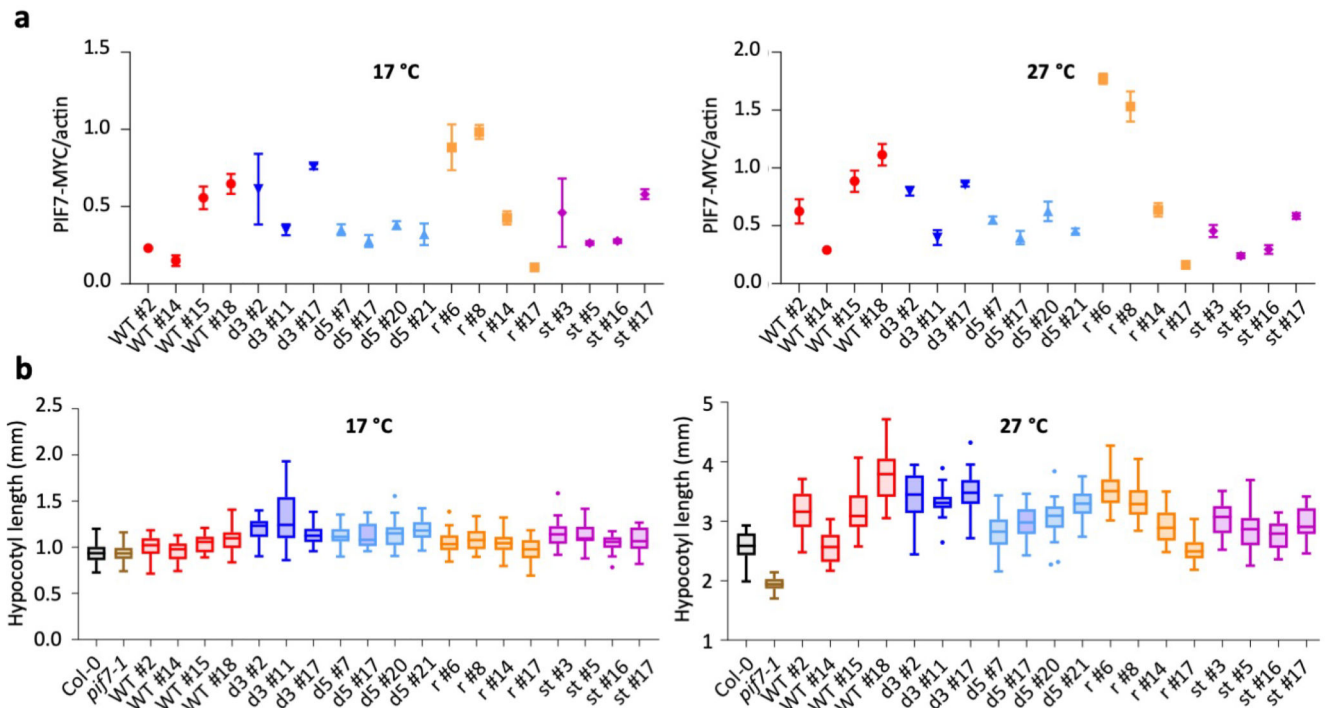 a
17 °C
PIF7-MYC/actin
1.5
1.0
0.5
0.0
WT #2
WT #14
WT #15
WT #18
d3 #2
d3 #11
d3 #17
d5 #7
d5 #17
d5 #20
d5 #21
r #6
r #8
r #14
r #17
st #3
st #5
st #16
st #17
27 °C
PIF7-MYC/actin
2.0
1.5
1.0
0.5
0.0
WT #2
WT #14
WT #15
WT #18
d3 #2
d3 #11
d3 #17
d5 #7
d5 #17
d5 #20
d5 #21
r #6
r #8
r #14
r #17
st #3
st #5
st #16
st #17
b
17 °C
Hypocotyl length (mm)
2.5
2.0
1.5
1.0
0.5
0.0
Col-0
pif7-1
WT #2
WT #14
WT #15
WT #18
d3 #2
d3 #11
d3 #17
d5 #7
d5 #17
d5 #20
d5 #21
r #6
r #8
r #14
r #17
st #3
st #5
st #16
st #17
27 °C
Hypocotyl length (mm)
5
4
3
2
1
Col-0
pif7-1
WT #2
WT #14
WT #15
WT #18
d3 #2
d3 #11
d3 #17
d5 #7
d5 #17
d5 #20
d5 #21
r #6
r #8
r #14
r #17
st #3
st #5
st #16
st #17